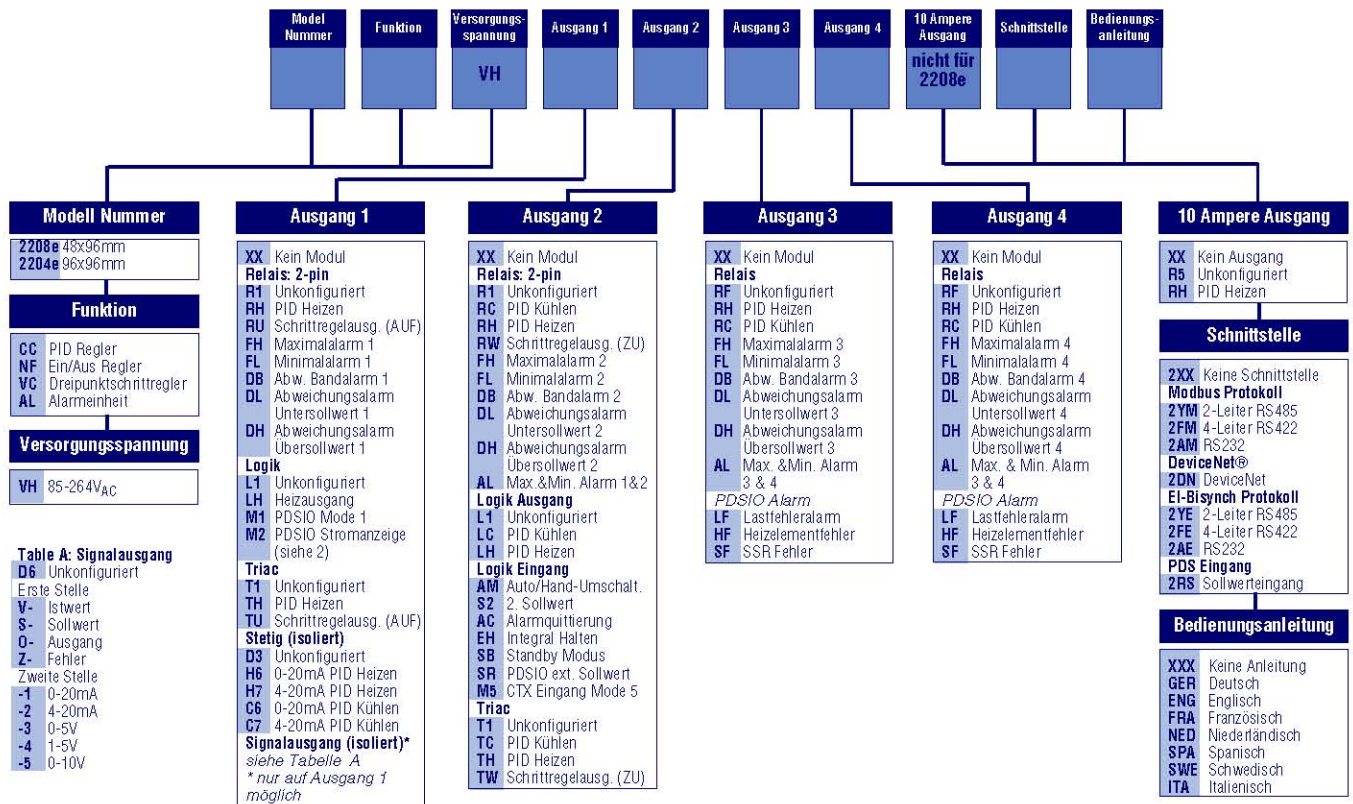 Model Nummer
Funktion
Versorgungs-
spannung
Ausgang 1
Ausgang 2
Ausgang 3
Ausgang 4
10 Ampere
Ausgang
Schnittstelle
Bedienungs-
anleitung
VH
nicht für
2208e
Modell Nummer
2208e 48x96mm
2204e 96x96mm
Funktion
CC PID Regler
NF Ein/Aus Regler
VC Dreipunktschrittregler
AL Alarmeinheit
Versorgungsspannung
VH 85-264VAC
Table A: Signalausgang
D6 Unkonfiguriert
Erste Stelle
V- Istwert
S- Sollwert
O- Ausgang
Z- Fehler
Zweite Stelle
-1 0-20mA
-2 4-20mA
-3 0-5V
-4 1-5V
-5 0-10V
Ausgang 1
XX Kein Modul
Relais: 2-pin
R1 Unkonfiguriert
RH PID Heizen
RU Schrittregelausg. (AUF)
FH Maximalalarm 1
FL Minimalalarm 1
DB Abw. Bandalarm 1
DL Abweichungsalarm
Untersollwert 1
DH Abweichungsalarm
Übersollwert 1
Logik
L1 Unkonfiguriert
LH Heizausgang
M1 PDSIO Mode 1
M2 PDSIO Stromanzeige
(siehe 2)
Triac
T1 Unkonfiguriert
TH PID Heizen
TU Schrittregelausg. (AUF)
Stetig (isoliert)
D3 Unkonfiguriert
H6 0-20mA PID Heizen
H7 4-20mA PID Heizen
C6 0-20mA PID Kühlen
C7 4-20mA PID Kühlen
Signalausgang (isoliert)*
siehe Tabelle A
* nur auf Ausgang 1
möglich
Ausgang 2
XX Kein Modul
Relais: 2-pin
R1 Unkonfiguriert
RC PID Kühlen
RH PID Heizen
RW Schrittregelausg. (ZU)
FH Maximalalarm 2
FL Minimalalarm 2
DB Abw. Bandalarm 2
DL Abweichungsalarm
Untersollwert 2
DH Abweichungsalarm
Übersollwert 2
AL Max.&Min. Alarm 1&2
Logik Ausgang
L1 Unkonfiguriert
LC PID Kühlen
LH PID Heizen
Logik Eingang
AM Auto/Hand-Umschalt.
S2 2. Sollwert
AC Alarmquittierung
EH Integral Halten
SB Standby Modus
SR PDSIO ext. Sollwert
M5 CTX Eingang Mode 5
Triac
T1 Unkonfiguriert
TC PID Kühlen
TH PID Heizen
TW Schrittregelausg. (ZU)
Ausgang 3
XX Kein Modul
Relais
RF Unkonfiguriert
RH PID Heizen
RC PID Kühlen
FH Maximalalarm 3
FL Minimalalarm 3
DB Abw. Bandalarm 3
DL Abweichungsalarm
Untersollwert 3
DH Abweichungsalarm
Übersollwert 3
AL Max. &Min. Alarm
3 & 4
PDSIO Alarm
LF Lastfehleralarm
HF Heizelementfehler
SF SSR Fehler
Ausgang 4
XX Kein Modul
Relais
RF Unkonfiguriert
RH PID Heizen
RC PID Kühlen
FH Maximalalarm 4
FL Minimalalarm 4
DB Abw. Bandalarm 4
DL Abweichungsalarm
Untersollwert 4
DH Abweichungsalarm
Übersollwert 4
AL Max. & Min. Alarm
3 & 4
PDSIO Alarm
LF Lastfehleralarm
HF Heizelementfehler
SF SSR Fehler
10 Ampere Ausgang
XX Kein Ausgang
R5 Unkonfiguriert
RH PID Heizen
Schnittstelle
2XX Keine Schnittstelle
Modbus Protokoll
2YM 2-Leiter RS485
2FM 4-Leiter RS422
2AM RS232
DeviceNet®
2DN DeviceNet
EI-Bisynch Protokoll
2YE 2-Leiter RS485
2FE 4-Leiter RS422
2AE RS232
PDS Eingang
2RS Sollwerteingang
Bedienungsanleitung
XXX Keine Anleitung
GER Deutsch
ENG Englisch
FRA Französisch
NED Niederländisch
SPA Spanisch
SWE Schwedisch
ITA Italienisch